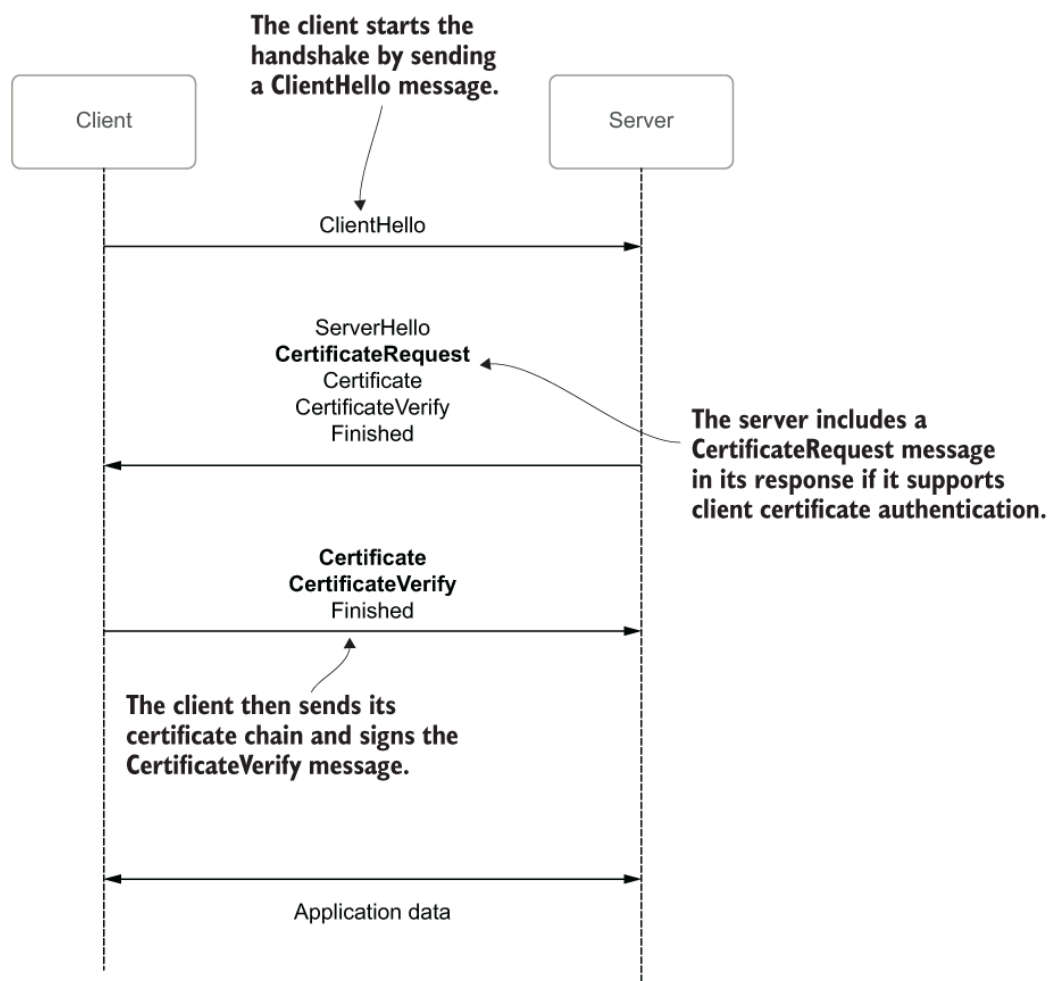 The client starts the
handshake by sending
a ClientHello message.
Client
Server
ClientHello
ServerHello
CertificateRequest
Certificate
CertificateVerify
Finished
The server includes a
CertificateRequest message
in its response if it supports
client certificate authentication.
Certificate
CertificateVerify
Finished
The client then sends its
certificate chain and signs the
CertificateVerify message.
Application data